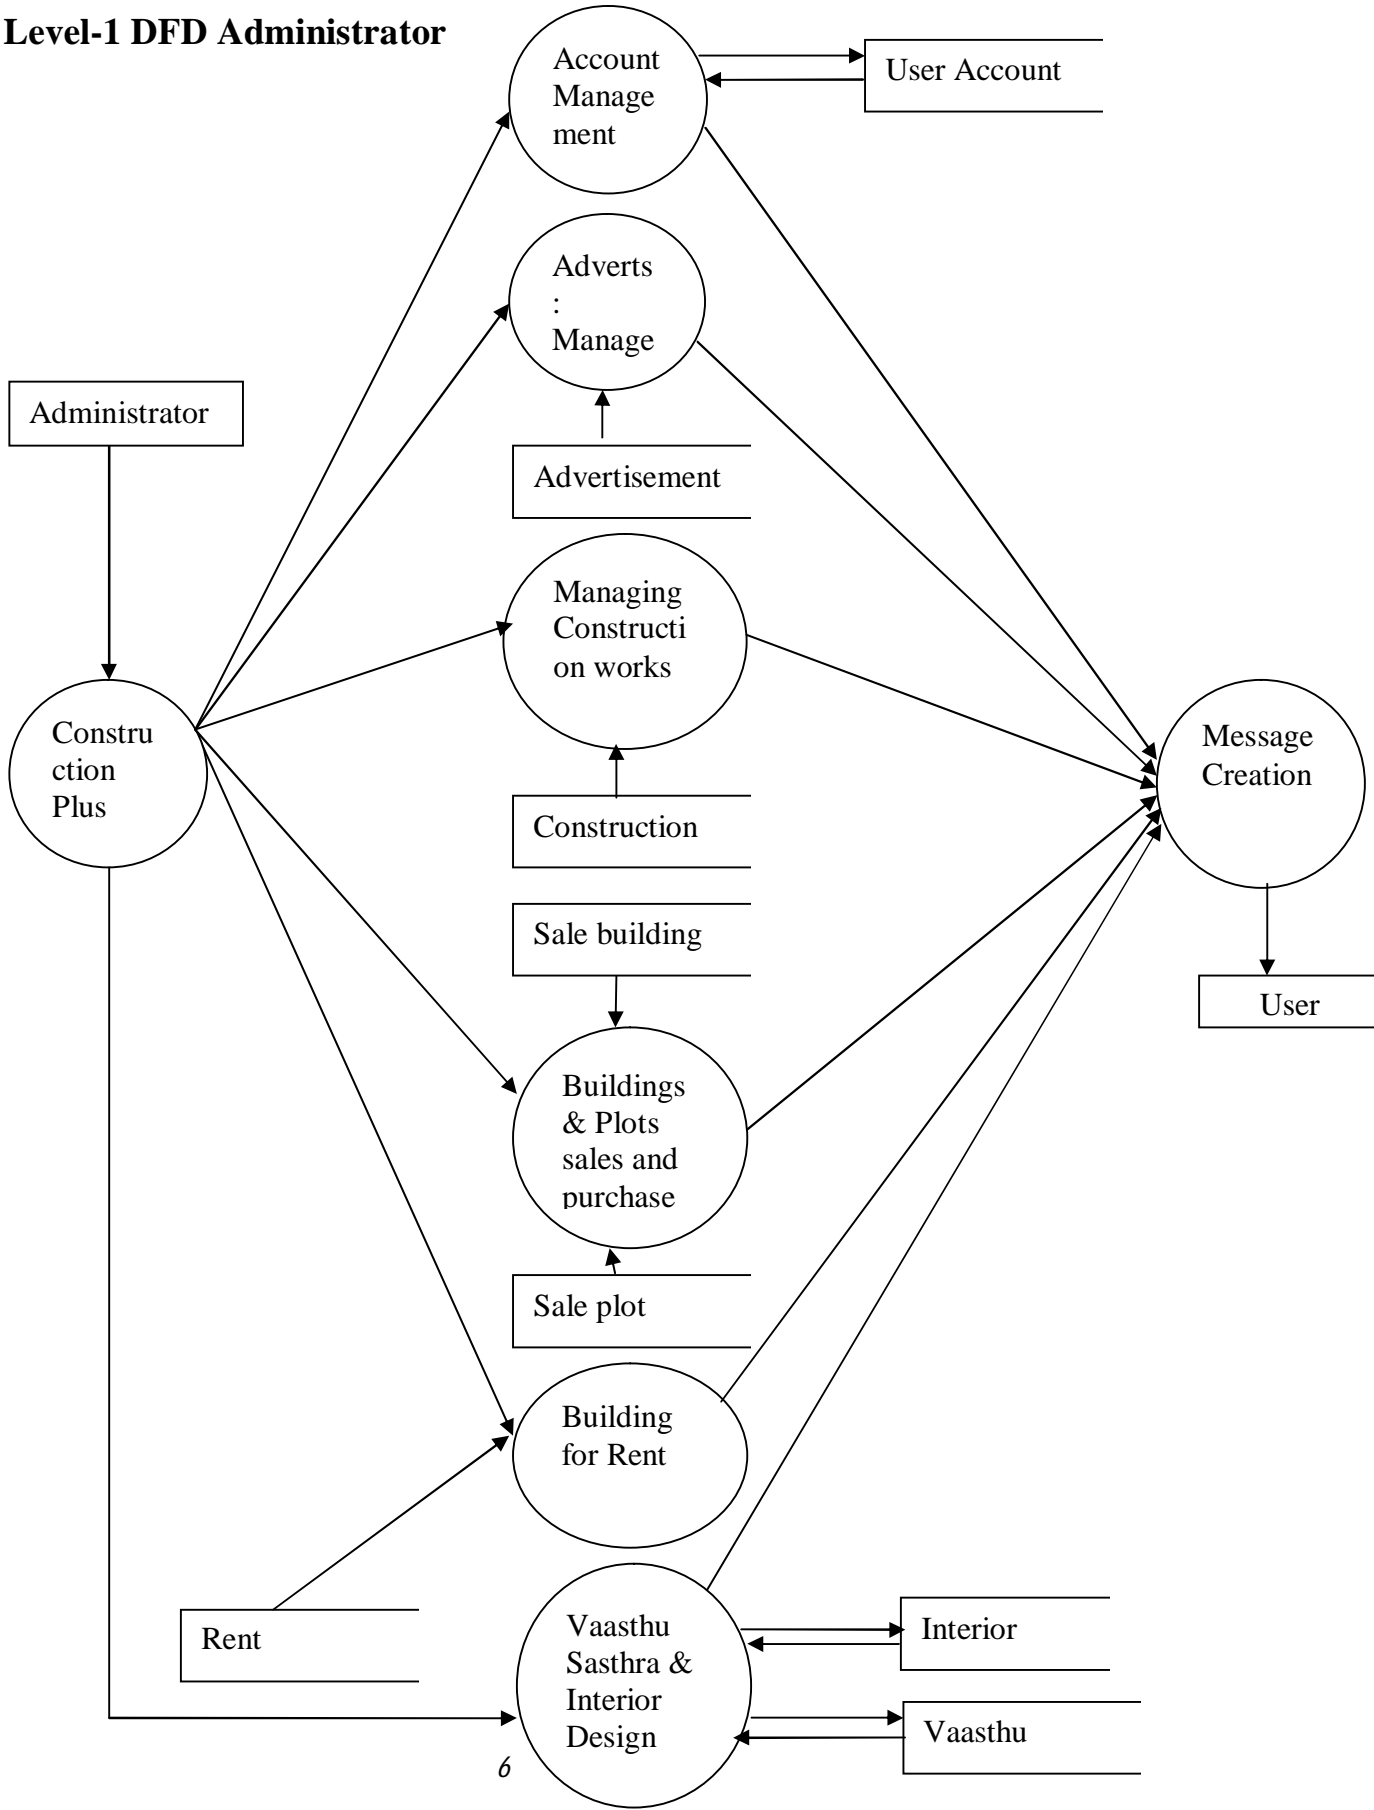 Level-1 DFD Administrator
Account
Manage
ment
User Account
Adverts
:
Manage
Administrator
Advertisement
Managing
Constructi
on works
Constru
ction
Plus
Message
Creation
Construction
Sale building
User
Buildings
& Plots
sales and
purchase
Sale plot
Building
for Rent
Rent
Vaasthu
Sasthra &
Interior
Design
Interior
Vaasthu
6